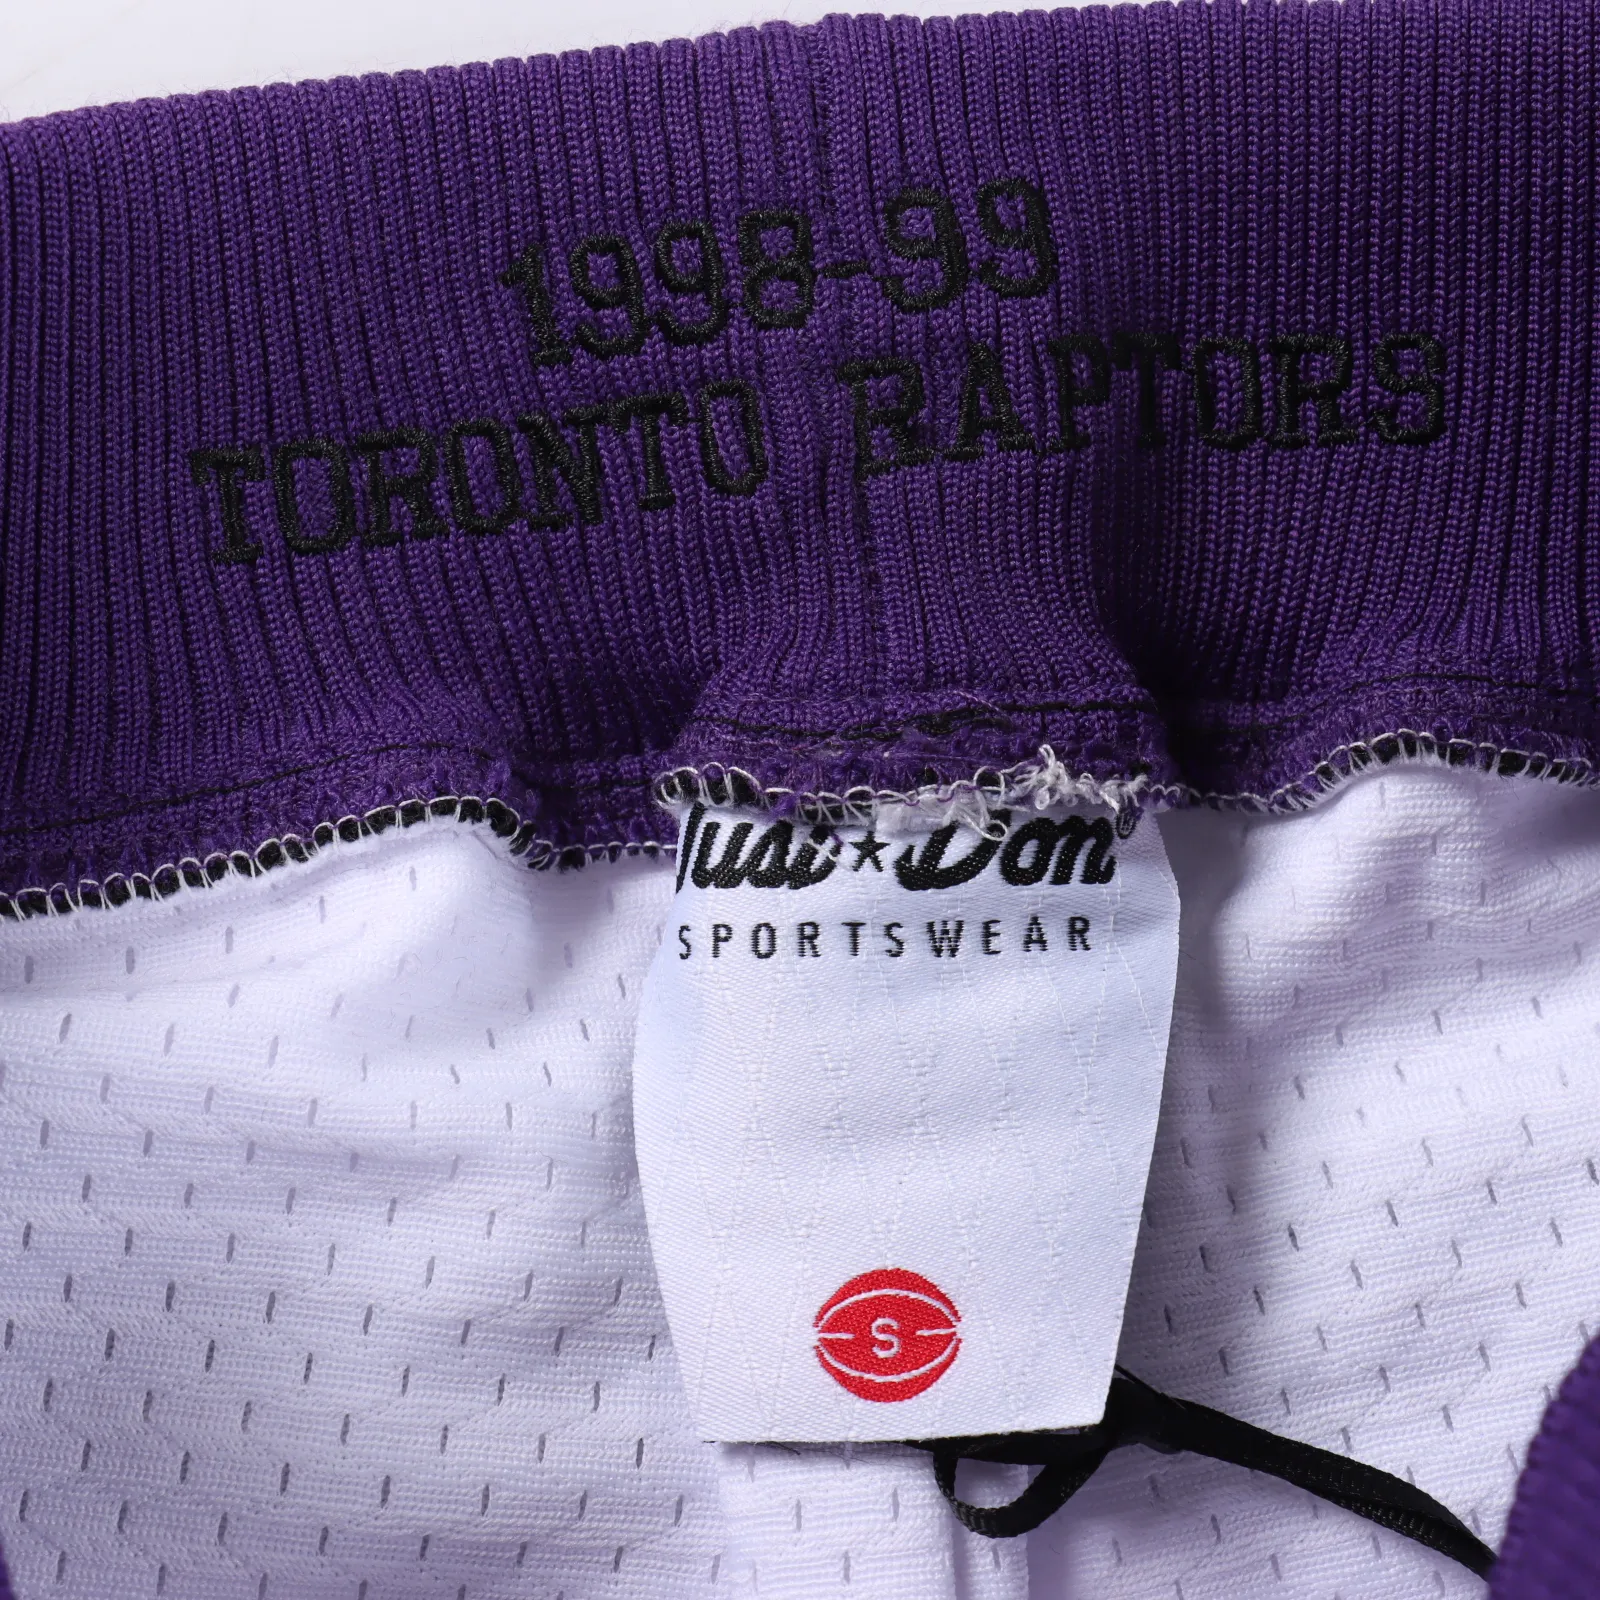 1998-99
TORONTO RAPTORS
Just★Don®
SPORTSWEAR
S